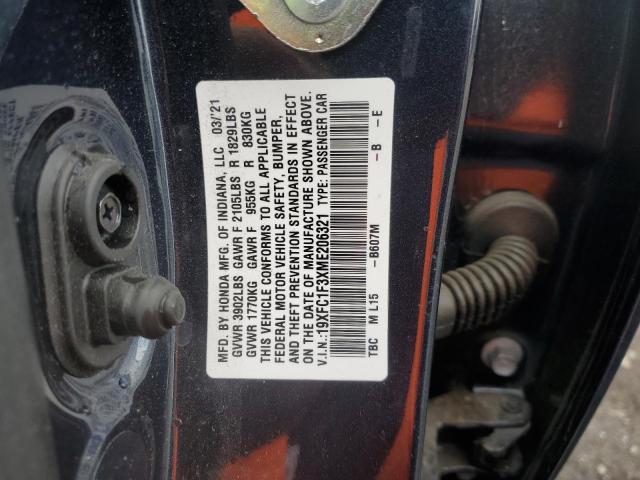 MFD. BY HONDA MFG. OF INDIANA, LLC 03/'21
GVWR 3902LBS GAWR F 2105LBS R 1829LBS
GVWR 1770KG GAWR F 955KG R 830KG
THIS VEHICLE CONFORMS TO ALL APPLICABLE
FEDERAL MOTOR VEHICLE SAFETY, BUMPER,
AND THEFT PREVENTION STANDARDS IN EFFECT
ON THE DATE OF MANUFACTURE SHOWN ABOVE.
V.I.N.:19XFC1F3XME206321 TYPE: PASSENGER CAR
TBC M L15 –B607M –B –E